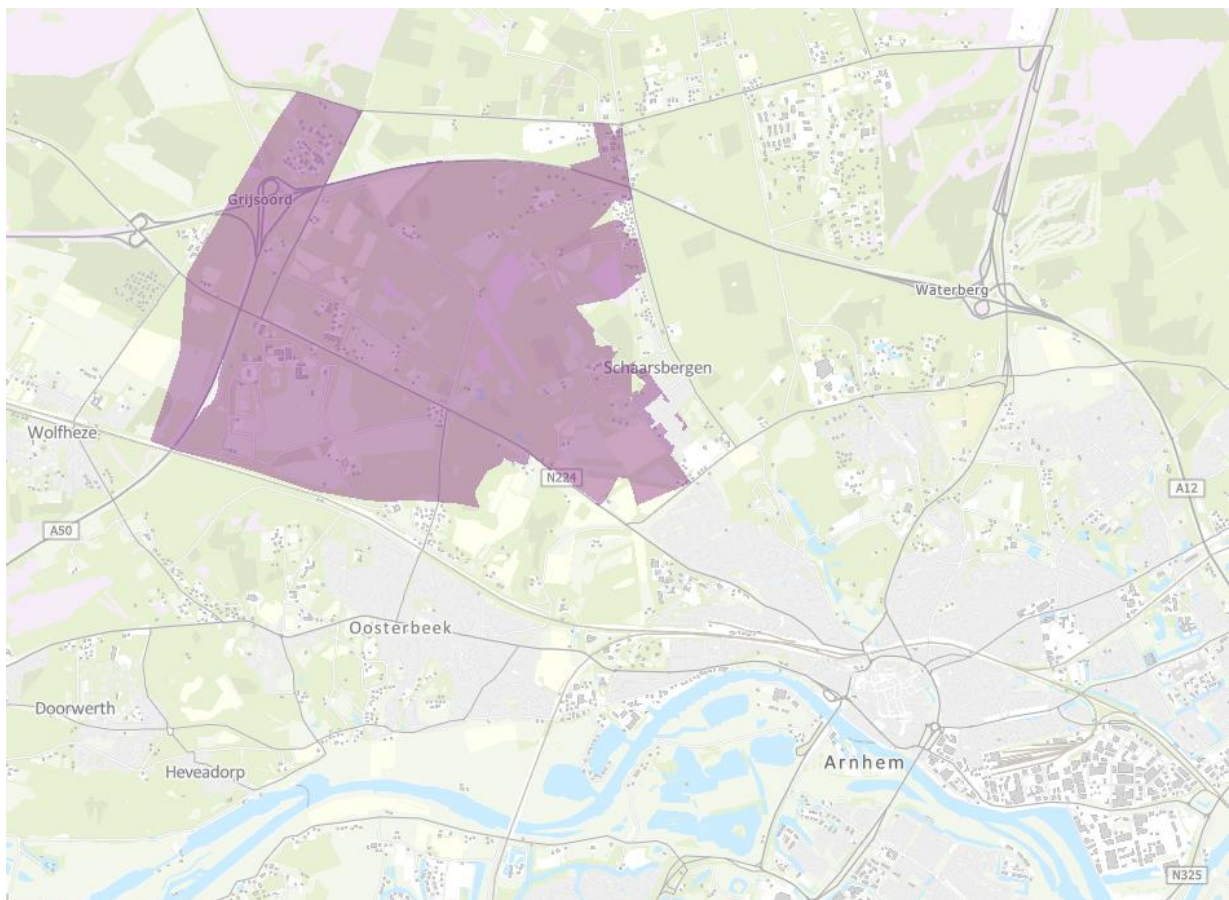 Grijsoord
Waterberg
Schaarsbergen
Wolfheze
N224
A12
A50
Oosterbeek
Doorwerth
Heveadorp
Arnhem
N325